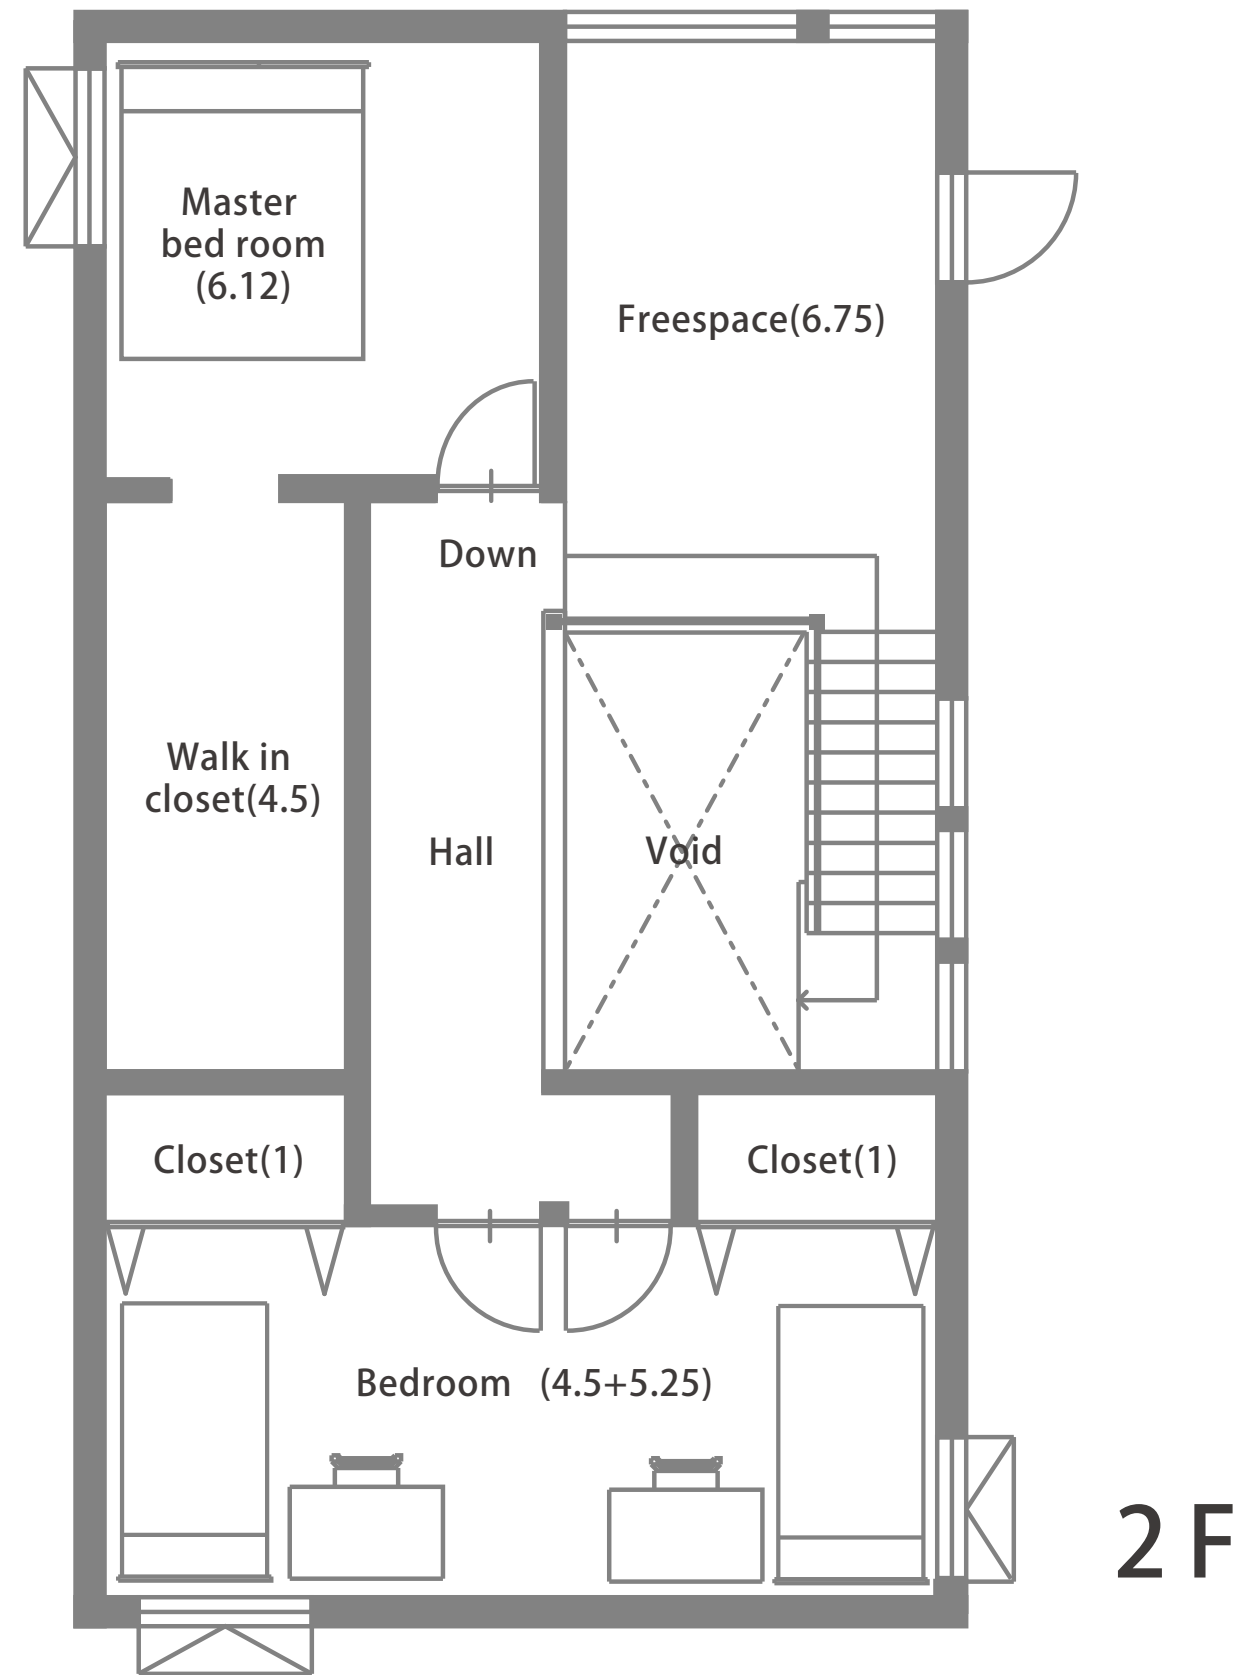 Master
bed room
(6.12)
Freespace(6.75)
Down
Walk in
closet(4.5)
Hall
Void
Closet(1)
Closet(1)
Bedroom (4.5+5.25)
2F